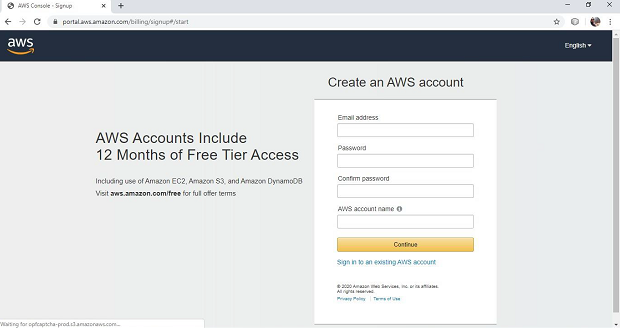 AWS Console - Signup
portal.aws.amazon.com/billing/signup#/start
aws
English
Create an AWS account
AWS Accounts Include
12 Months of Free Tier Access
Including use of Amazon EC2, Amazon S3, and Amazon DynamoDB
Visit aws.amazon.com/free for full offer terms
Email address
Password
Confirm password
AWS account name
Continue
Sign in to an existing AWS account
© 2020 Amazon Web Services, Inc. or its affiliates.
All rights reserved.
Privacy Policy | Terms of Use
Waiting for opfcaptcha-prod.s3.amazonaws.com...